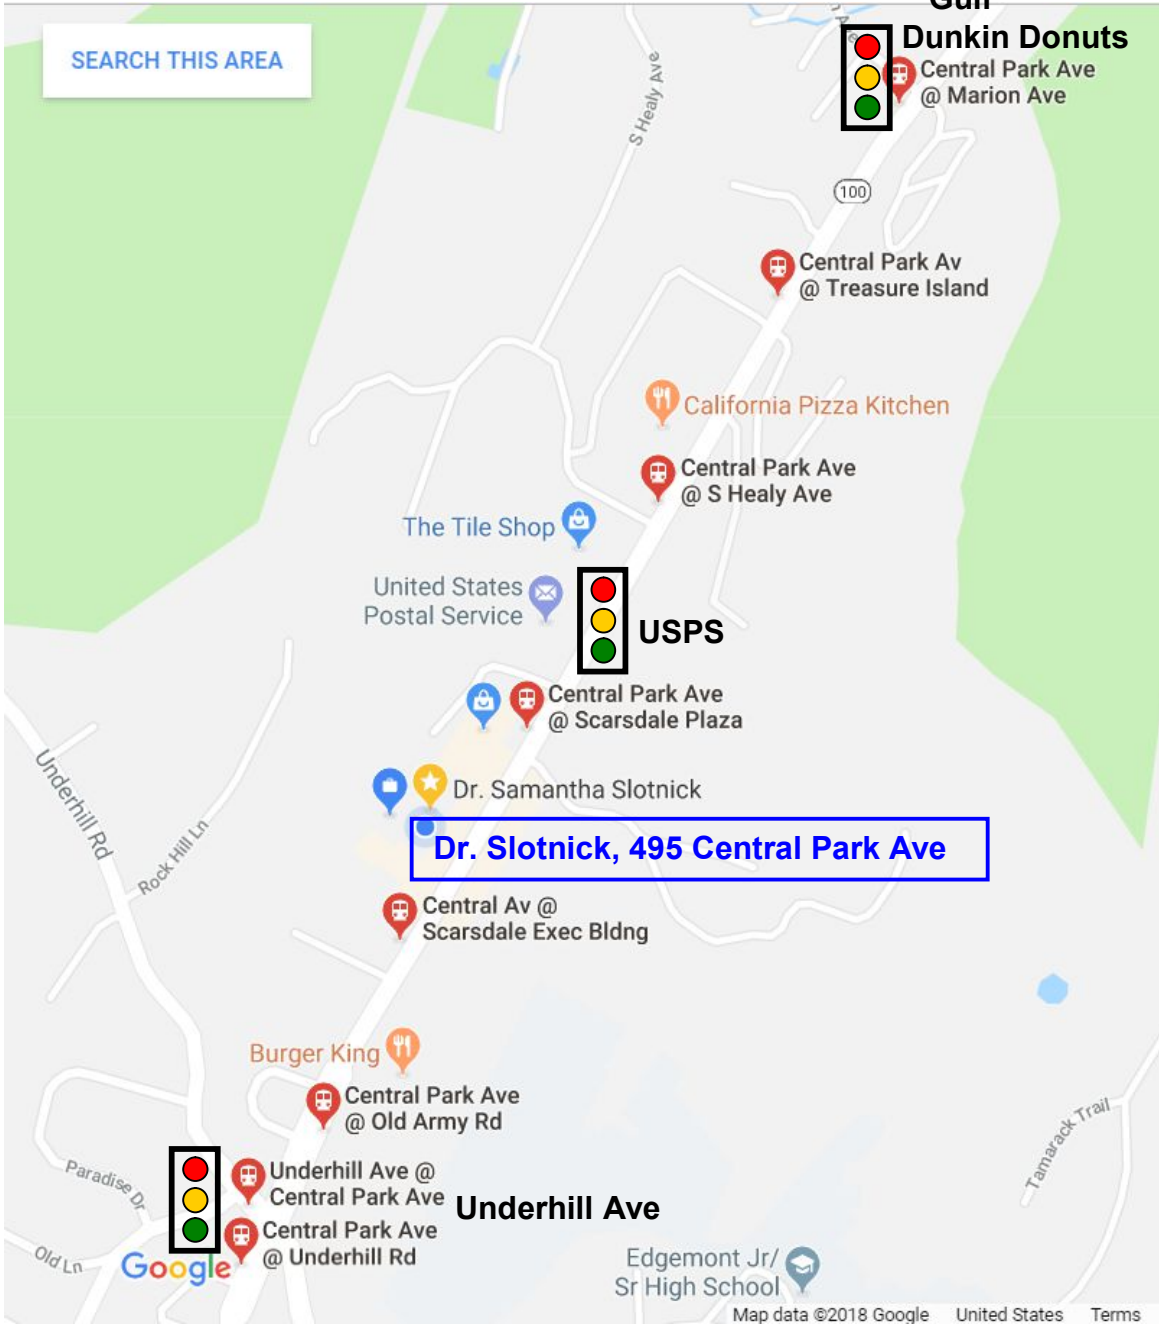 Gulf
Dunkin Donuts
SEARCH THIS AREA
Central Park Ave
@ Marion Ave
S Healy Ave
100
Central Park Av
@ Treasure Island
California Pizza Kitchen
Central Park Ave
@ S Healy Ave
The Tile Shop
United States
Postal Service
USPS
Central Park Ave
@ Scarsdale Plaza
Underhill Rd
Dr. Samantha Slotnick
Rock Hill Ln
Dr. Slotnick, 495 Central Park Ave
Central Av @
Scarsdale Exec Bldng
Burger King
Central Park Ave
@ Old Army Rd
Tamarack Trail
Paradise Dr
Underhill Ave @
Central Park Ave
Underhill Ave
Central Park Ave
@ Underhill Rd
Old Ln
Google
Edgemont Jr/
Sr High School
Map data ©2018 Google United States Terms